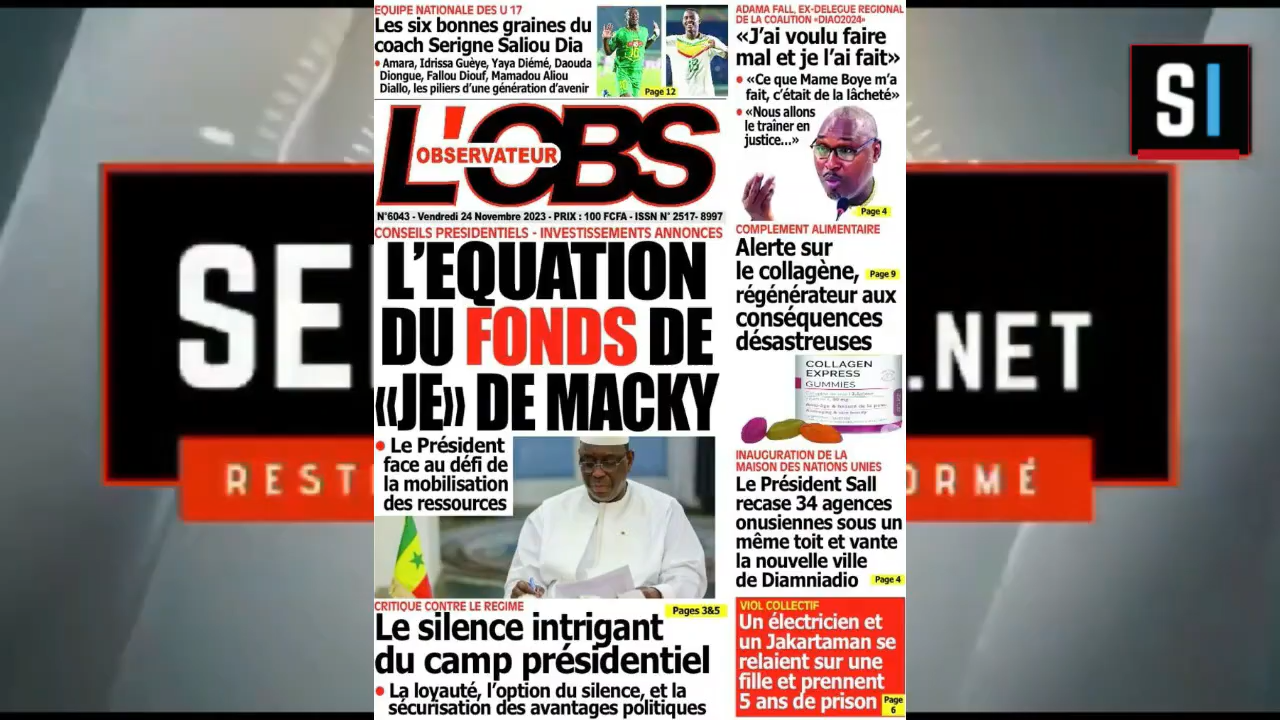 EQUIPE NATIONALE DES U 17
Les six bonnes graines du
coach Serigne Saliou Dia
• Amara, Idrissa Guèye, Yaya Diémé, Daouda
Diongue, Fallou Diouf, Mamadou Aliou
Diallo, les piliers d'une génération d'avenir
Page 12
L'OBS
OBSERVATEUR
N°6043 - Vendredi 24 Novembre 2023 - PRIX : 100 FCFA - ISSN N° 2517- 8997
CONSEILS PRESIDENTIELS - INVESTISSEMENTS ANNONCES
L'EQUATION
DU FONDS DE
«JE» DE MACKY
• Le Président
face au défi de
la mobilisation
des ressources
Pages 3&5
CRITIQUE CONTRE LE REGIME
Le silence intrigant
du camp présidentiel
• La loyauté, l'option du silence, et la
sécurisation des avantages politiques
ADAMA FALL, EX-DELEGUE REGIONAL
DE LA COALITION «DIAO2024»
«J'ai voulu faire
mal et je l'ai fait»
• «Ce que Mame Boye m'a
fait, c'était de la lâcheté»
• «Nous allons
le traîner en
justice...»
Page 4
COMPLEMENT ALIMENTAIRE
Alerte sur
le collagène,
Page 9
régénérateur aux
conséquences
désastreuses
COLLAGEN
EXPRESS
GUMMIES
INAUGURATION DE LA
MAISON DES NATIONS UNIES
Le Président Sall
recase 34 agences
onusiennes sous un
même toit et vante
la nouvelle ville
de Diamniadio
Page 4
VIOL COLLECTIF
Un électricien et
un Jakartaman se
relaient sur une
fille et prennent
5 ans de prison
Page
6
SI
SE
.NET
REST
ORMÉ